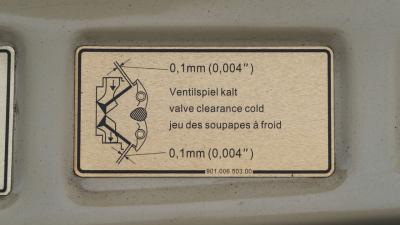 0,1mm (0,004")
Ventilspiel kalt
valve clearance cold
jeu des soupapes à froid
0,1mm (0,004")
901.006.503.00